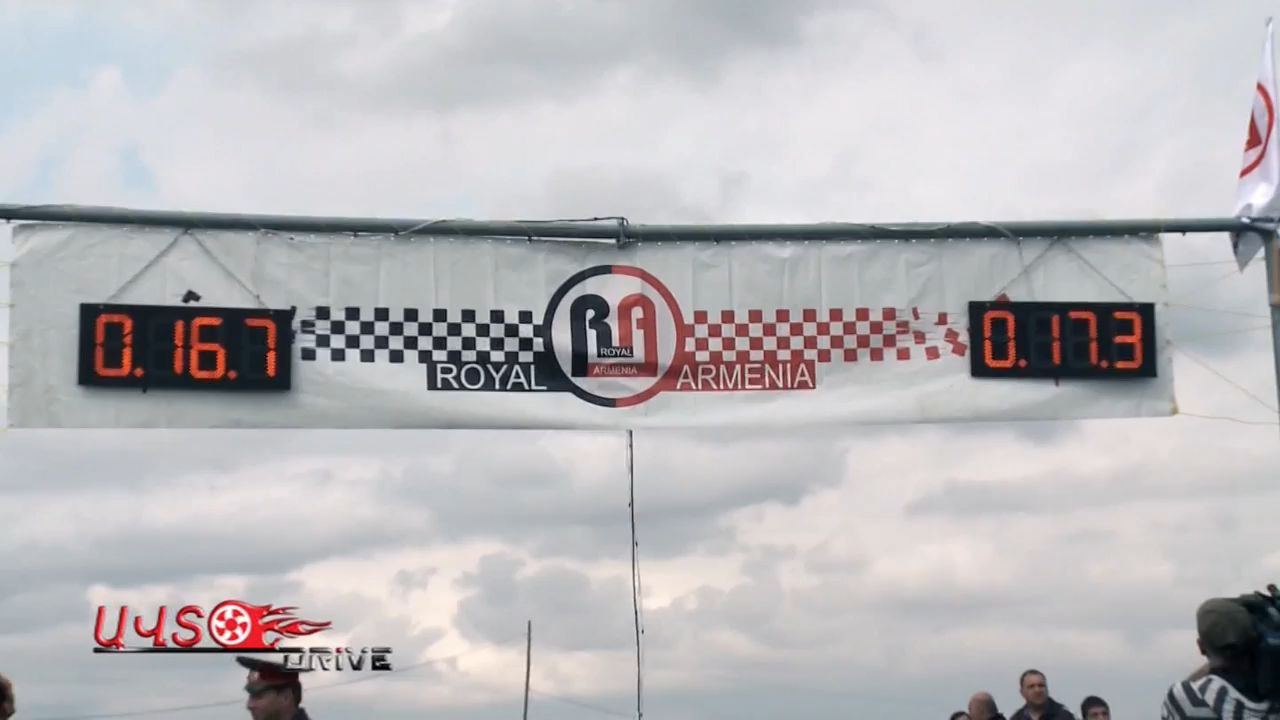 0.16.7
RA
ROYAL
ARMENIA
ROYAL ARMENIA
0.17.3
ԱՎՏՕ
DRIVE